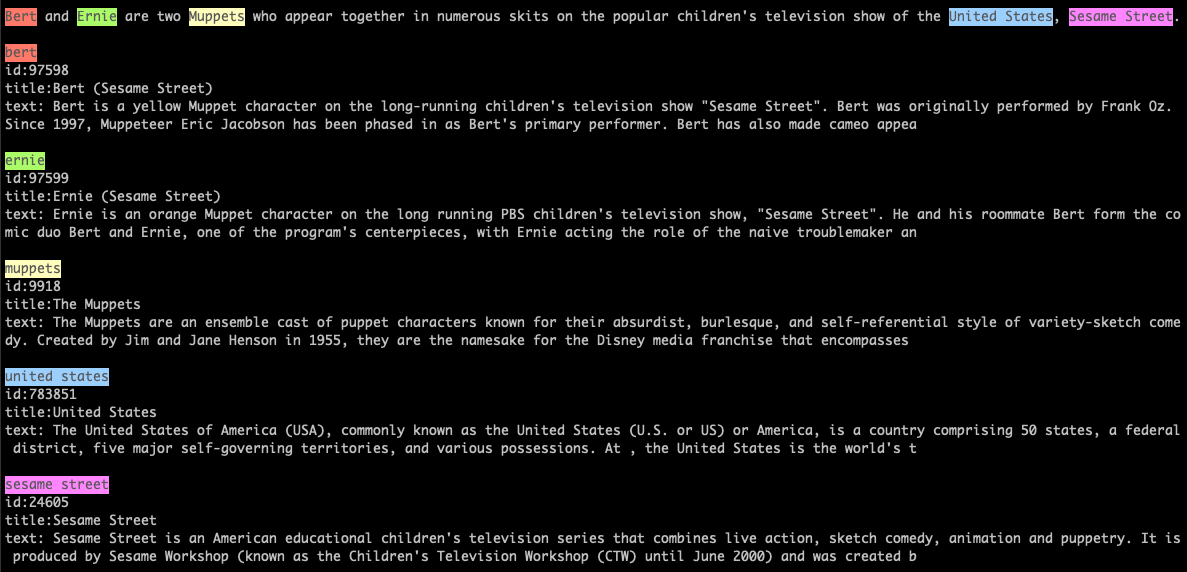 Bert and Ernie are two Muppets who appear together in numerous skits on the popular children's television show of the United States, Sesame Street.
bert
id:97598
title:Bert (Sesame Street)
text: Bert is a yellow Muppet character on the long-running children's television show "Sesame Street". Bert was originally performed by Frank Oz.
Since 1997, Muppeteer Eric Jacobson has been phased in as Bert's primary performer. Bert has also made cameo appea
ernie
id:97599
title:Ernie (Sesame Street)
text: Ernie is an orange Muppet character on the long running PBS children's television show, "Sesame Street". He and his roommate Bert form the co
mic duo Bert and Ernie, one of the program's centerpieces, with Ernie acting the role of the naive troublemaker an
muppets
id:9918
title:The Muppets
text: The Muppets are an ensemble cast of puppet characters known for their absurdist, burlesque, and self-referential style of variety-sketch come
dy. Created by Jim and Jane Henson in 1955, they are the namesake for the Disney media franchise that encompasses
united states
id:783851
title:United States
text: The United States of America (USA), commonly known as the United States (U.S. or US) or America, is a country comprising 50 states, a federal
district, five major self-governing territories, and various possessions. At , the United States is the world's t
sesame street
id:24605
title:Sesame Street
text: Sesame Street is an American educational children's television series that combines live action, sketch comedy, animation and puppetry. It is
produced by Sesame Workshop (known as the Children's Television Workshop (CTW) until June 2000) and was created b